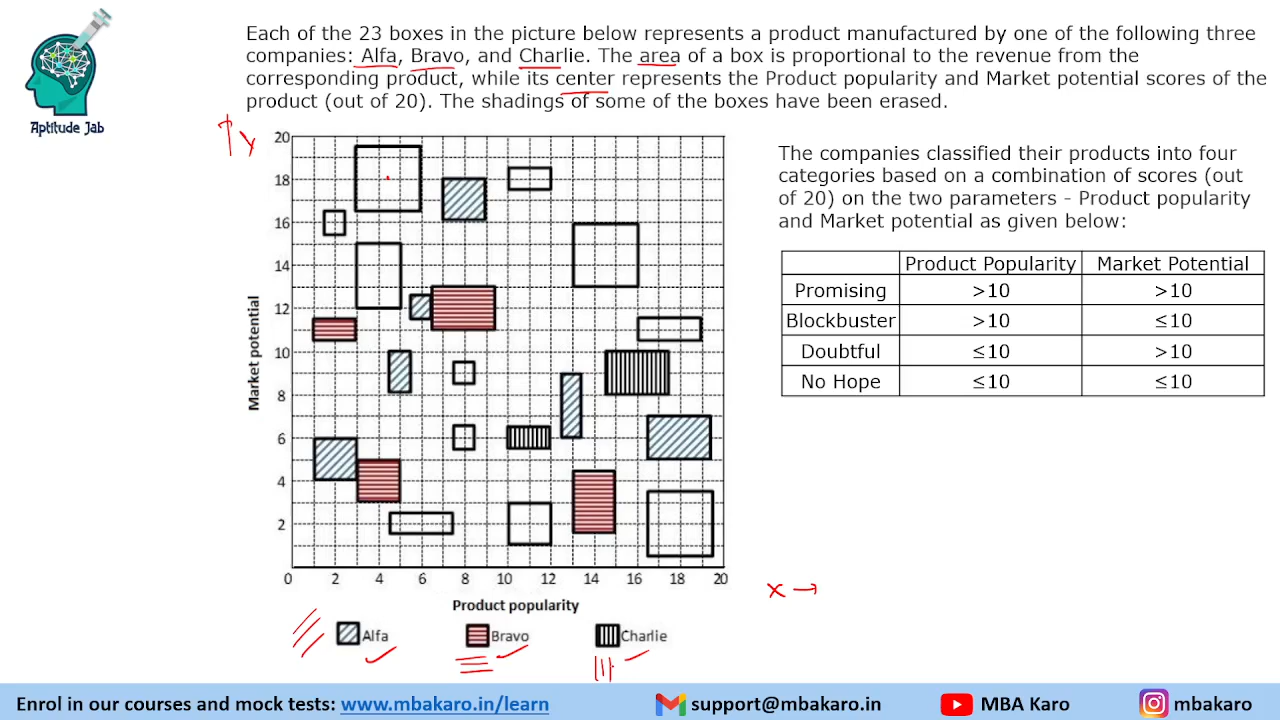 Each of the 23 boxes in the picture below represents a product manufactured by one of the following three
companies: Alfa, Bravo, and Charlie. The area of a box is proportional to the revenue from the
corresponding product, while its center represents the Product popularity and Market potential scores of the
product (out of 20). The shadings of some of the boxes have been erased.
Aptitude Jab
Y
20
18
16
14
12
10
8
6
4
2
Market potential
0 2 4 6 8 10 12 14 16 18 20
Product popularity
x
Alfa
Bravo
Charlie
The companies classified their products into four
categories based on a combination of scores (out
of 20) on the two parameters - Product popularity
and Market potential as given below:
Product Popularity Market Potential
Promising >10 >10
Blockbuster >10 ≤10
Doubtful ≤10 >10
No Hope ≤10 ≤10
Enrol in our courses and mock tests: www.mbakaro.in/learn support@mbakaro.in MBA Karo mbakaro